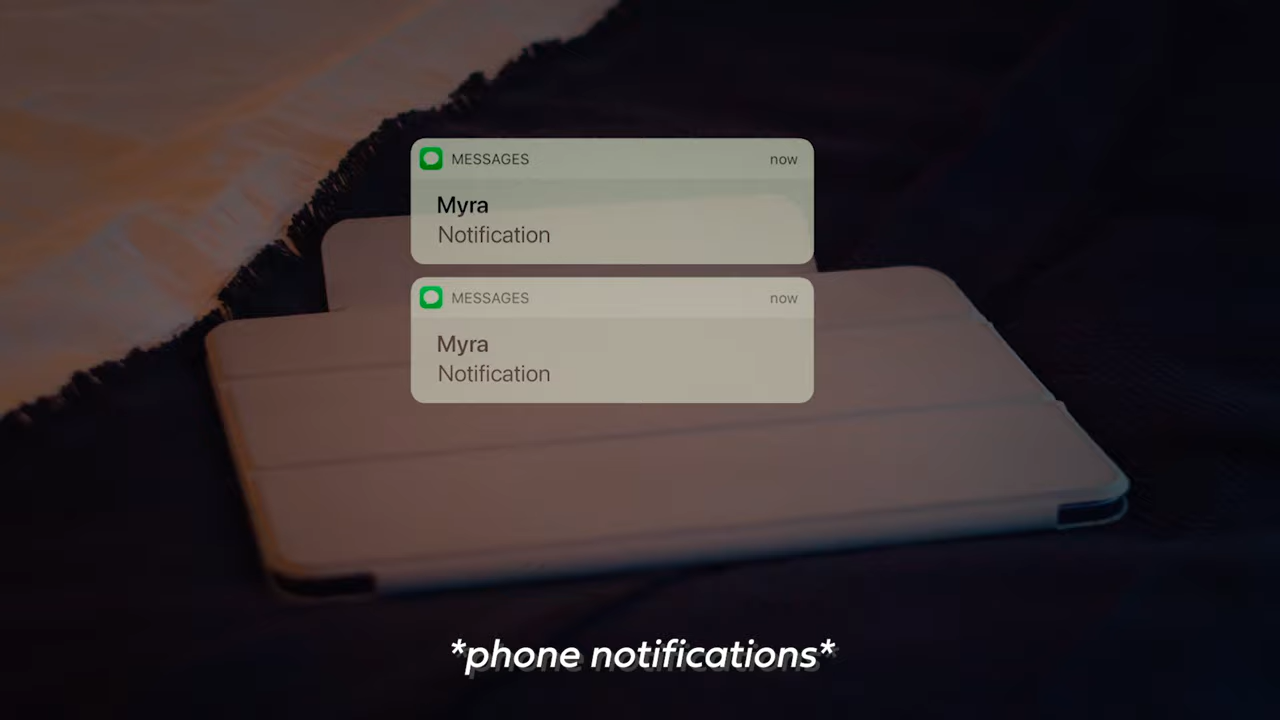 MESSAGES now
Myra
Notification
MESSAGES now
Myra
Notification
*phone notifications*